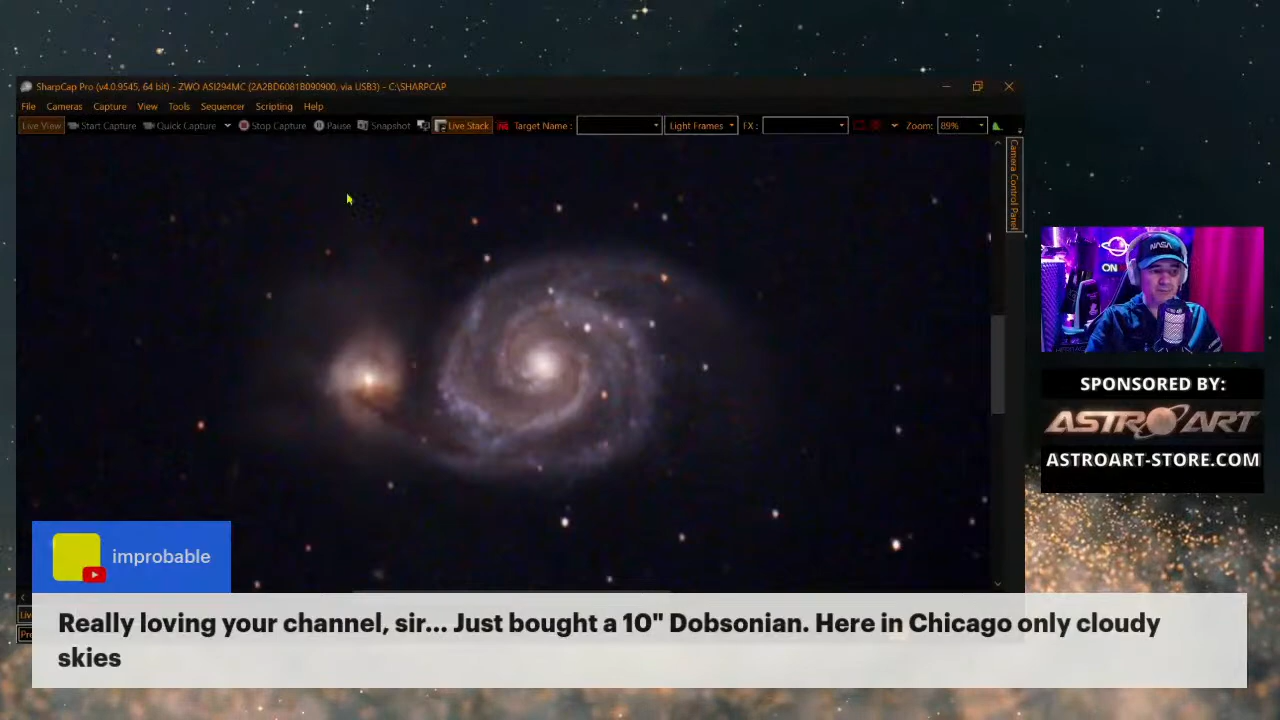 SharpCap Pro (v4.0.9545, 64 bit) - ZWO ASI294MC (2A2BD6081B090900, via USB3) - C:\SHARPCAP
File Cameras Capture View Tools Sequencer Scripting Help
Live View Start Capture Quick Capture Stop Capture Pause Snapshot Live Stack Target Name : Light Frames FX : Zoom: 89%
Camera Control Panel
NASA
ON
SPONSORED BY:
ASTROART
ASTROART-STORE.COM
improbable
Really loving your channel, sir... Just bought a 10" Dobsonian. Here in Chicago only cloudy
skies